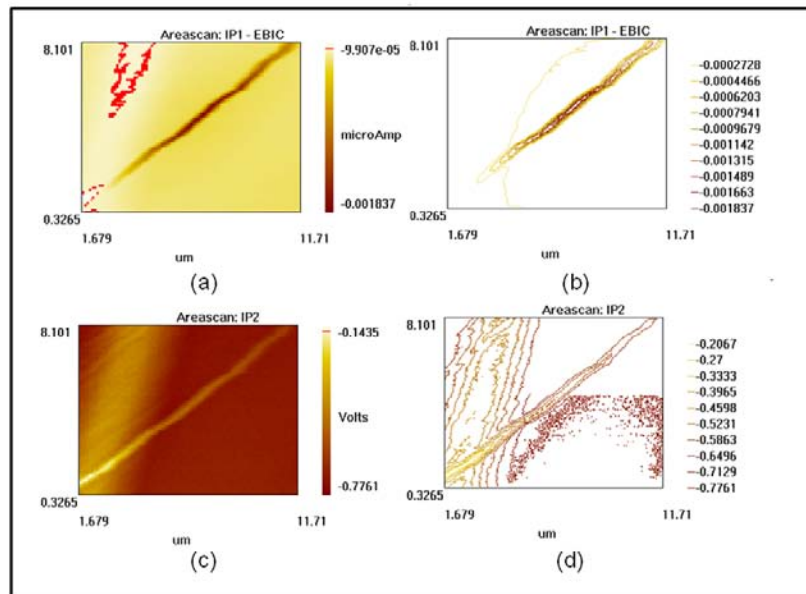 Areascan: IP1 - EBIC
8.101
-9.907e-05
microAmp
-0.001837
0.3265
1.679
11.71
um
(a)
Areascan: IP1 - EBIC
8.101
-0.0002728
-0.0004466
-0.0006203
-0.0007941
-0.0009679
-0.001142
-0.001315
-0.001489
-0.001663
-0.001837
0.3265
1.679
11.71
um
(b)
Areascan: IP2
8.101
-0.1435
Volts
-0.7761
0.3265
1.679
11.71
um
(c)
Areascan: IP2
8.101
-0.2067
-0.27
-0.3333
-0.3965
-0.4598
-0.5231
-0.5863
-0.6496
-0.7129
-0.7761
0.3265
1.679
11.71
um
(d)